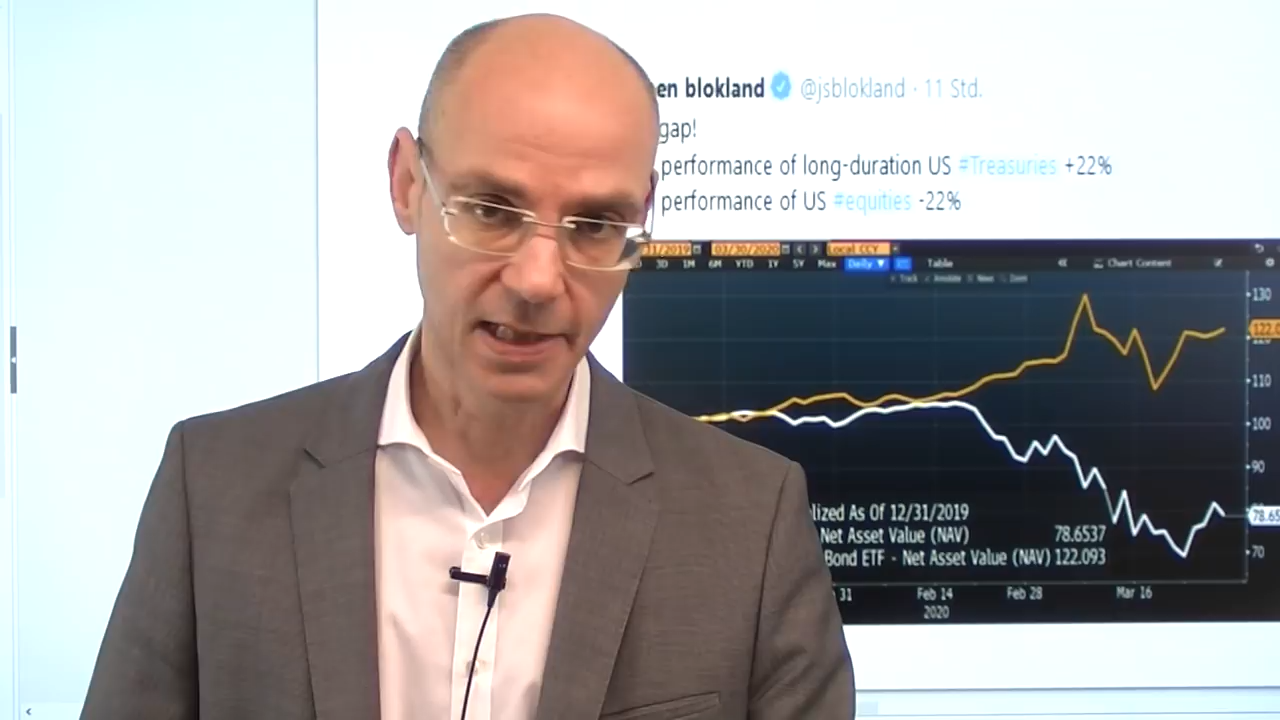 en blokland @jsblokland · 11 Std.
gap!
performance of long-duration US #Treasuries +22%
performance of US #equities -22%
31/2019 03/30/2020 Local CCY
3D 1M 6M YTD 1Y 5Y Max Daily ▼ Table « Chart Content
Track Annotate News Zoom
130
122.0
110
100
90
78.65
70
lized As Of 12/31/2019
Net Asset Value (NAV) 78.6537
Bond ETF - Net Asset Value (NAV) 122.093
31 Feb 14 Feb 28 Mar 16
2020